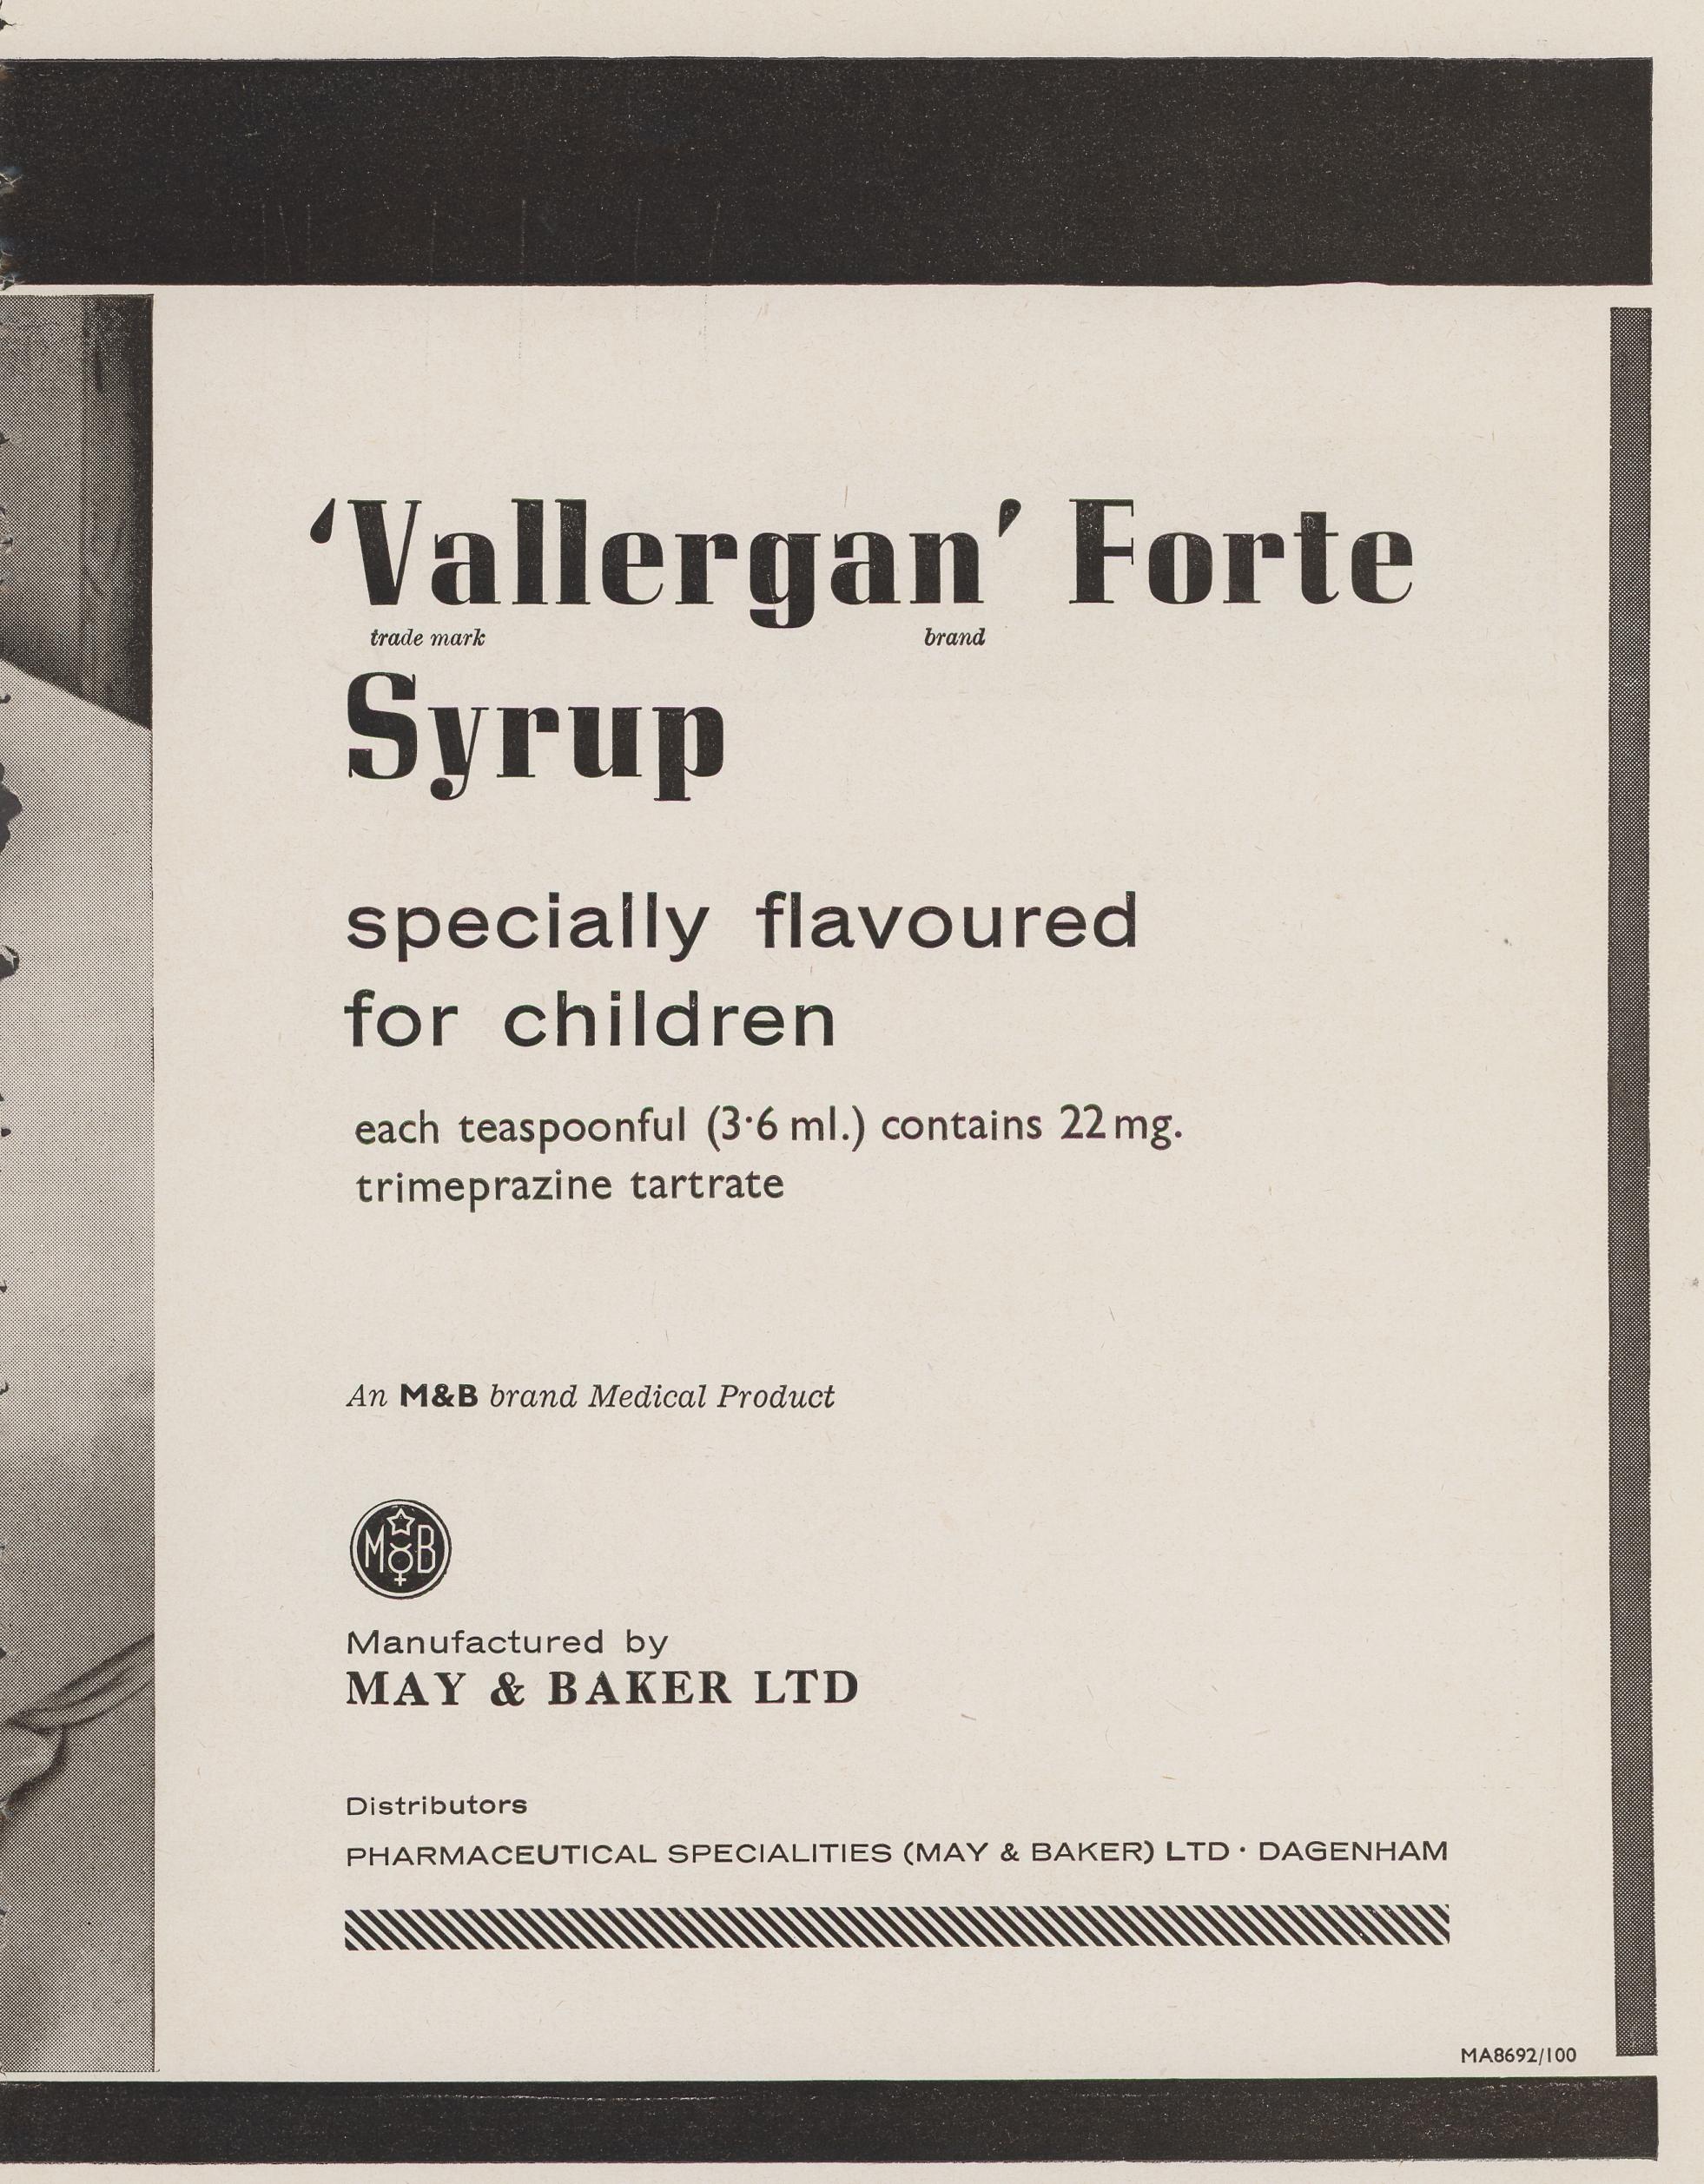 ‘Vallergan’ Forte
trade mark brand
Syrup
specially flavoured
for children
each teaspoonful (3·6 ml.) contains 22 mg.
trimeprazine tartrate
An M&B brand Medical Product
M&B
Manufactured by
MAY & BAKER LTD
Distributors
PHARMACEUTICAL SPECIALITIES (MAY & BAKER) LTD · DAGENHAM
MA8692/100